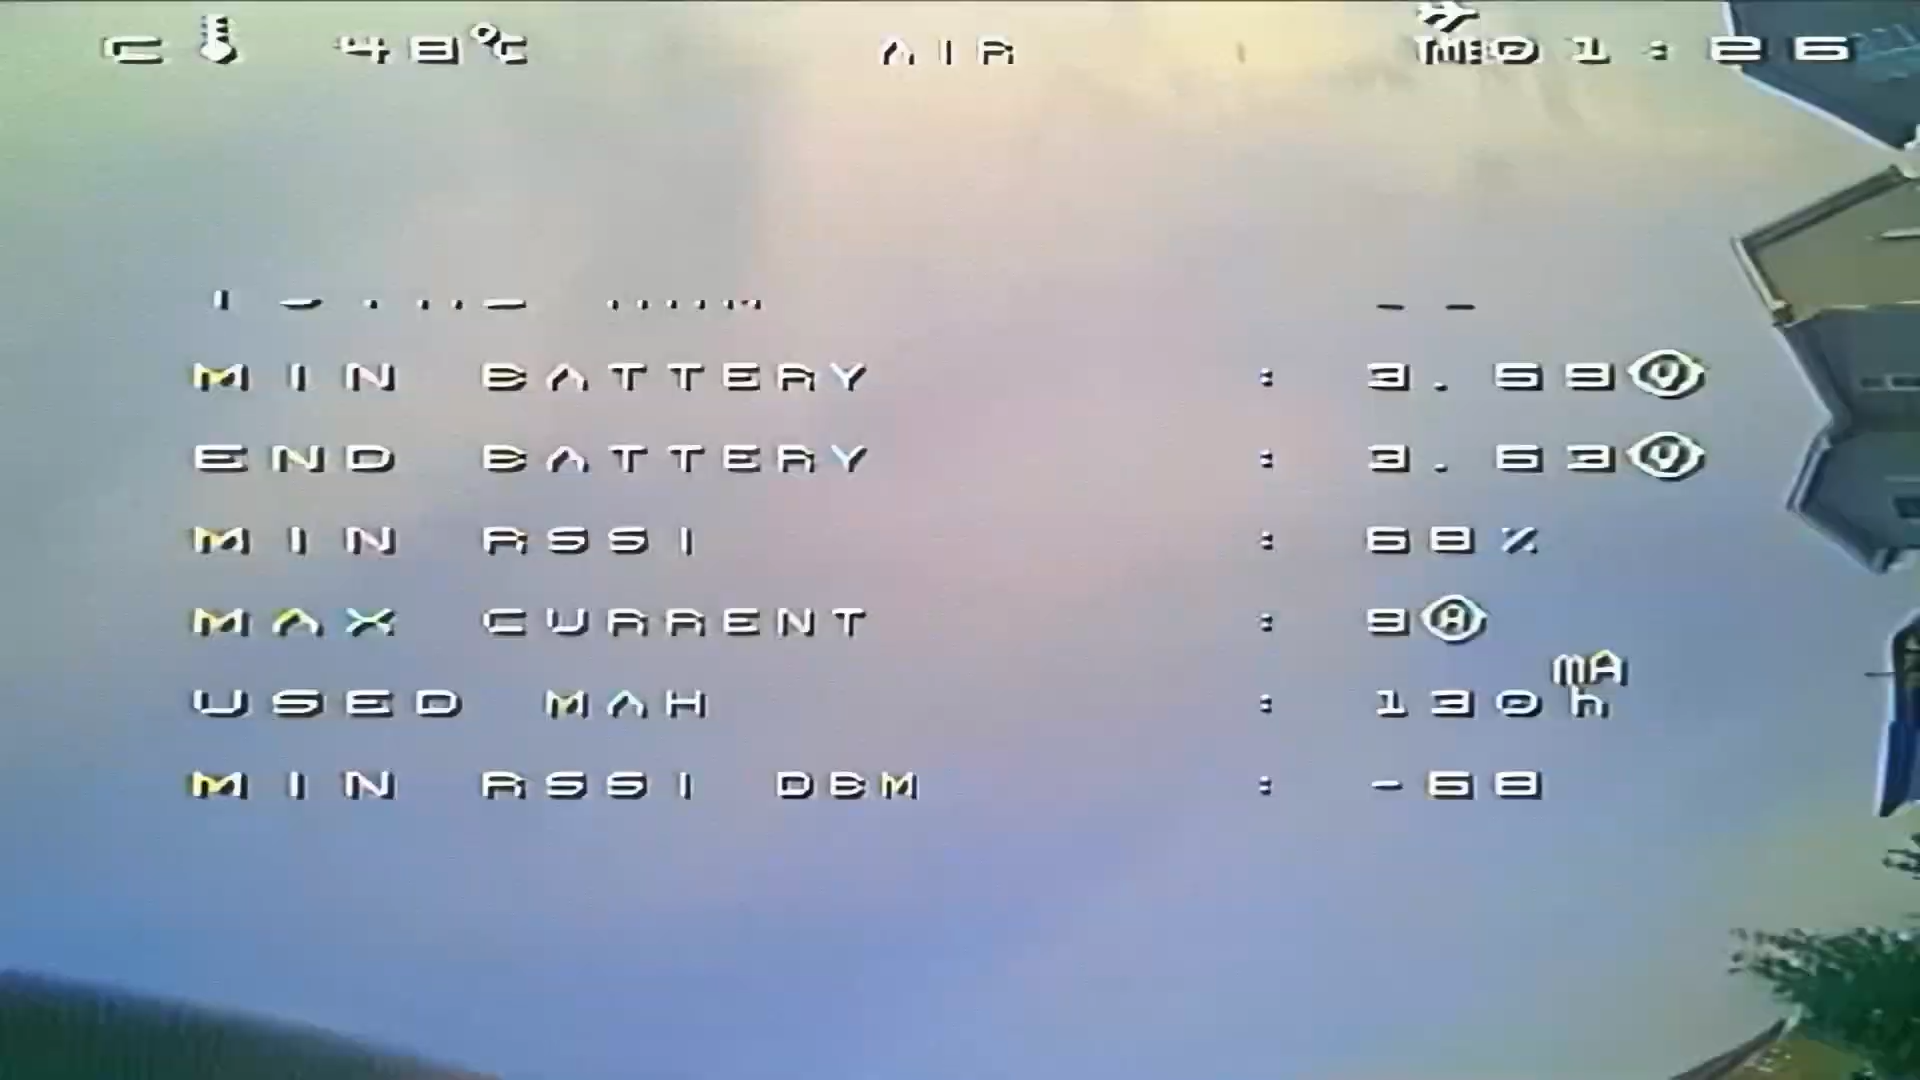 C 48°C AIR TME 01:26
MIN BATTERY : 3.59V
END BATTERY : 3.63V
MIN RSSI : 68%
MAX CURRENT : 9A
USED MAH : 130mAh
MIN RSSI DBM : -68